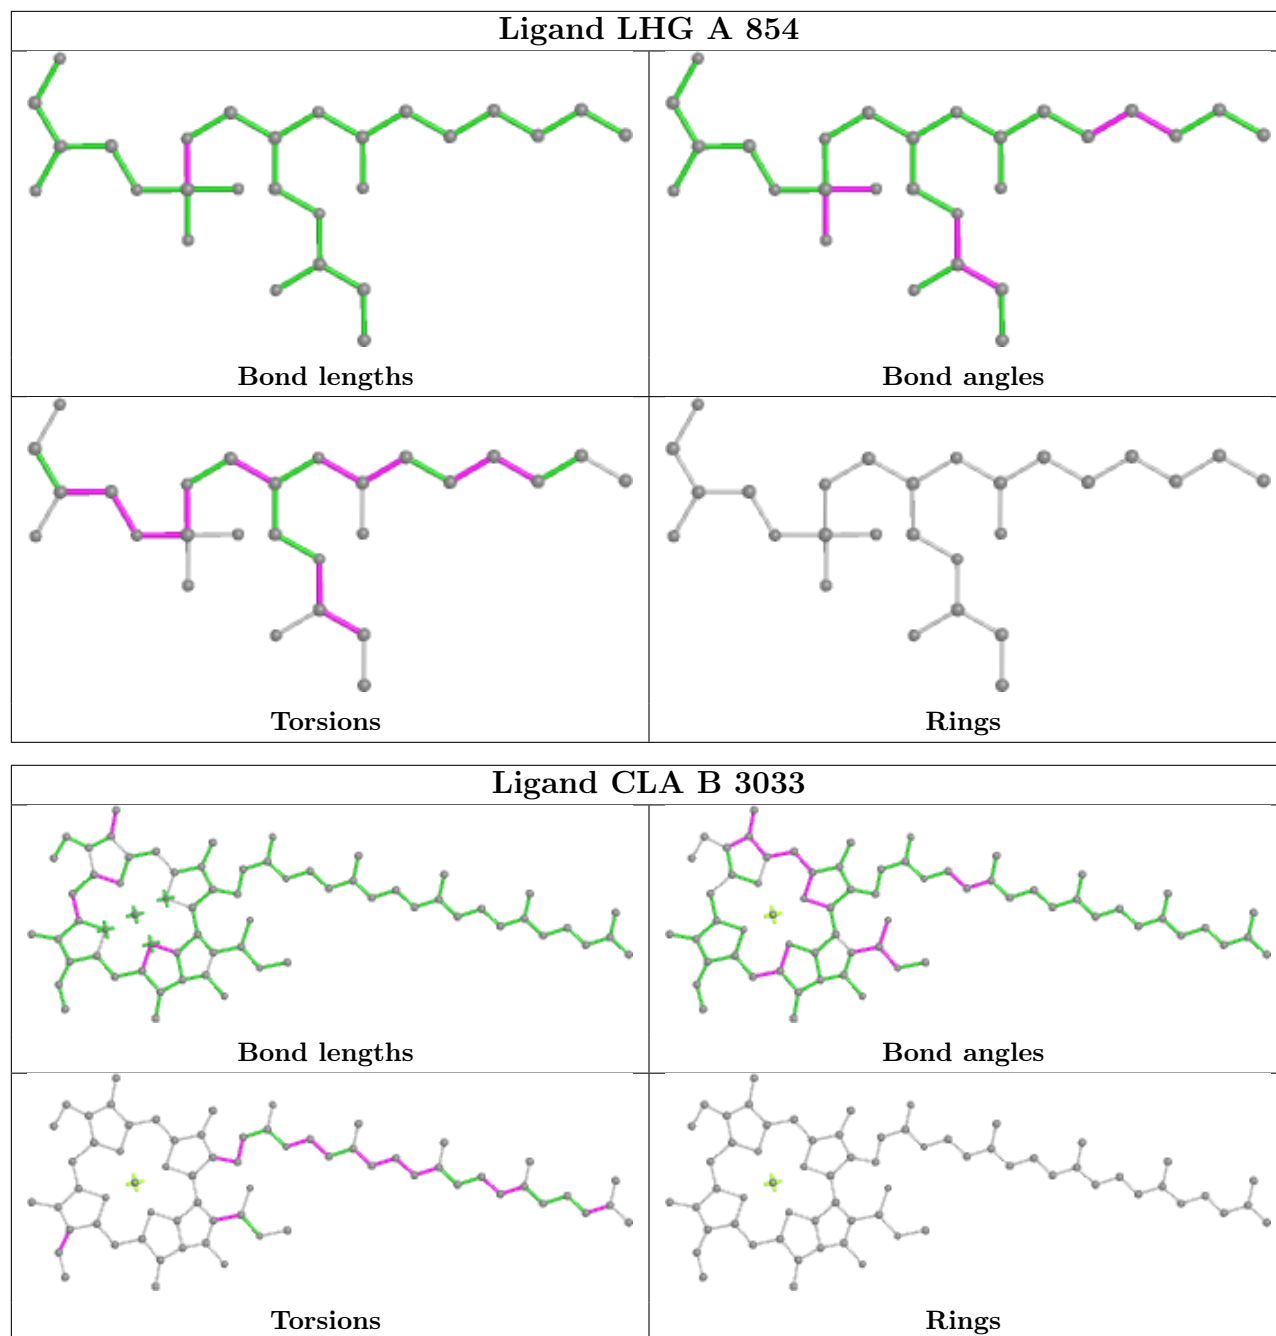 Ligand LHG A 854
Bond lengths
Bond angles
Torsions
Rings
Ligand CLA B 3033
Bond lengths
Bond angles
Torsions
Rings